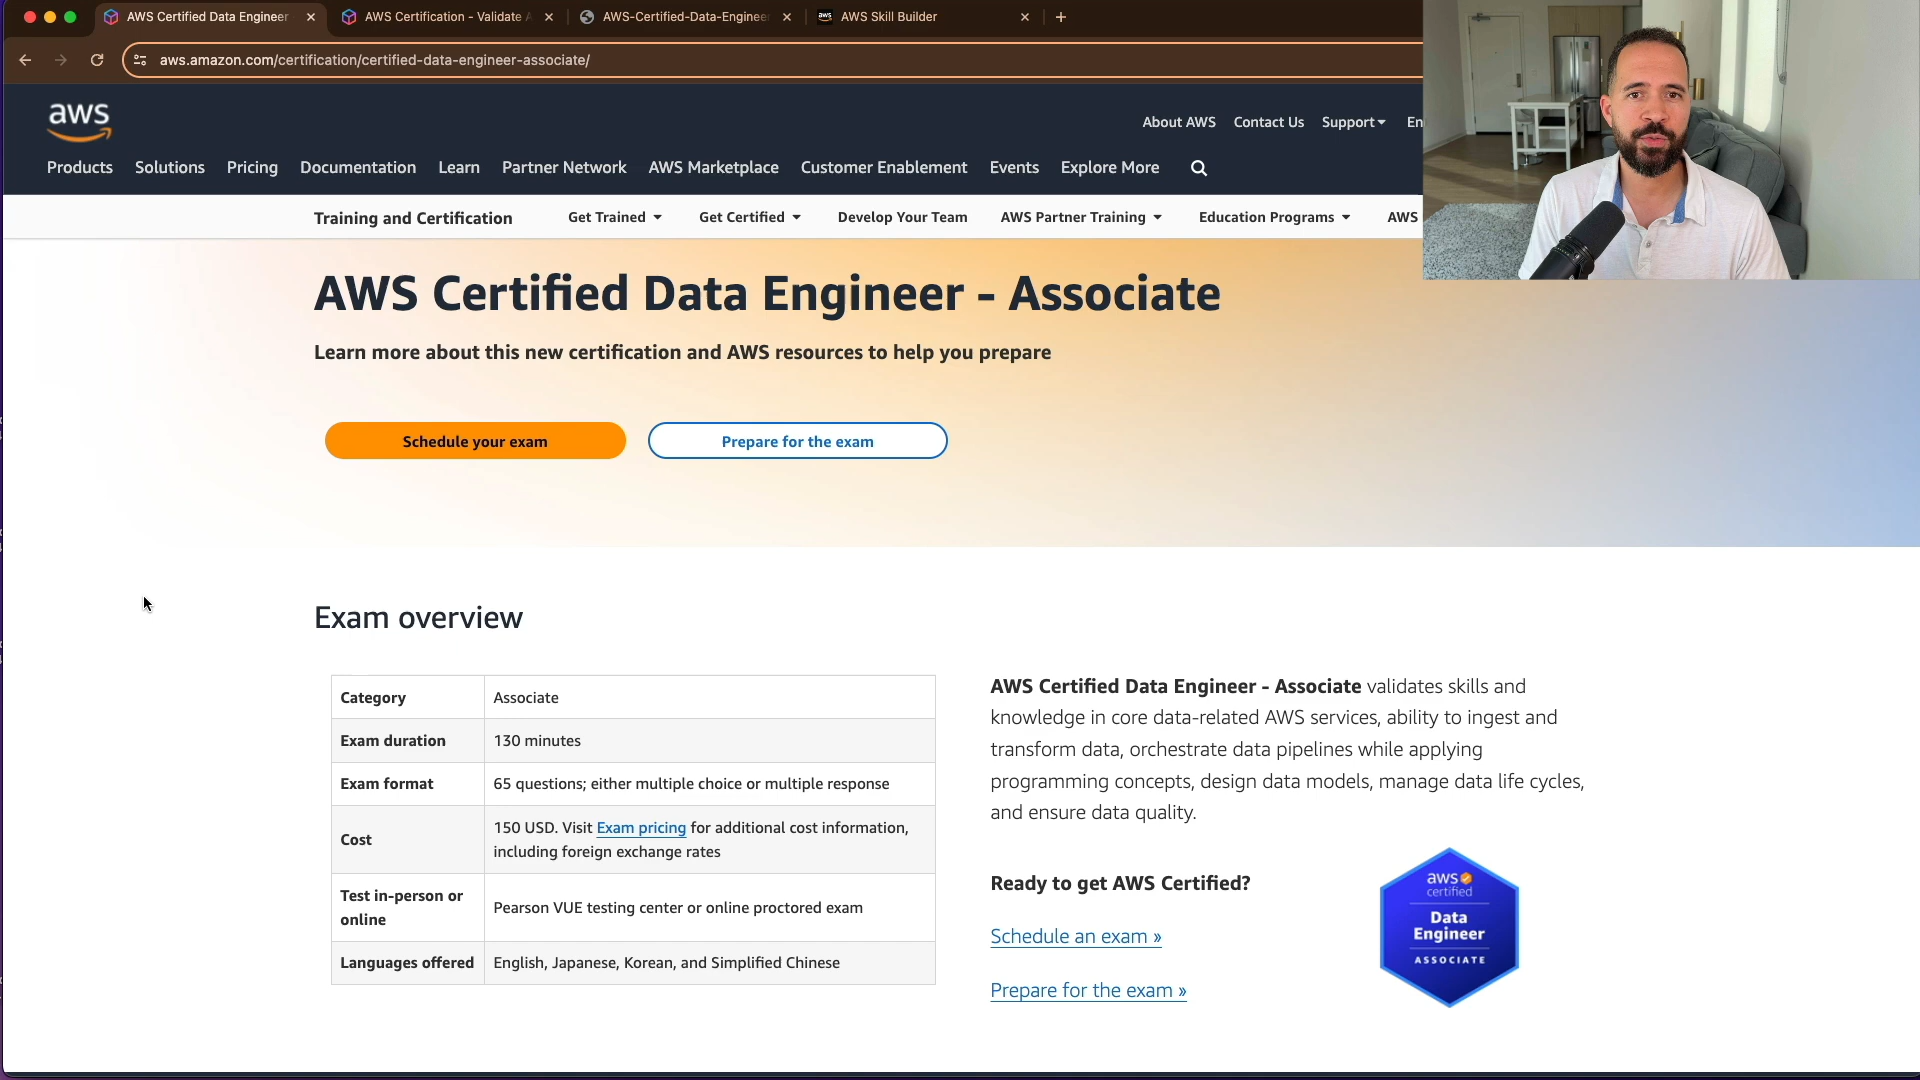 AWS Certified Data Engineer
AWS Certification - Validate A
AWS-Certified-Data-Enginee
aws
AWS Skill Builder
aws.amazon.com/certification/certified-data-engineer-associate/
aws
About AWS
Contact Us
Support
En
Products
Solutions
Pricing
Documentation
Learn
Partner Network
AWS Marketplace
Customer Enablement
Events
Explore More
Training and Certification
Get Trained
Get Certified
Develop Your Team
AWS Partner Training
Education Programs
AWS
AWS Certified Data Engineer - Associate
Learn more about this new certification and AWS resources to help you prepare
Schedule your exam
Prepare for the exam
Exam overview
Category
Associate
Exam duration
130 minutes
Exam format
65 questions; either multiple choice or multiple response
Cost
150 USD. Visit Exam pricing for additional cost information,
including foreign exchange rates
Test in-person or
online
Pearson VUE testing center or online proctored exam
Languages offered
English, Japanese, Korean, and Simplified Chinese
AWS Certified Data Engineer - Associate validates skills and
knowledge in core data-related AWS services, ability to ingest and
transform data, orchestrate data pipelines while applying
programming concepts, design data models, manage data life cycles,
and ensure data quality.
Ready to get AWS Certified?
Schedule an exam »
Prepare for the exam »
aws
certified
Data
Engineer
ASSOCIATE